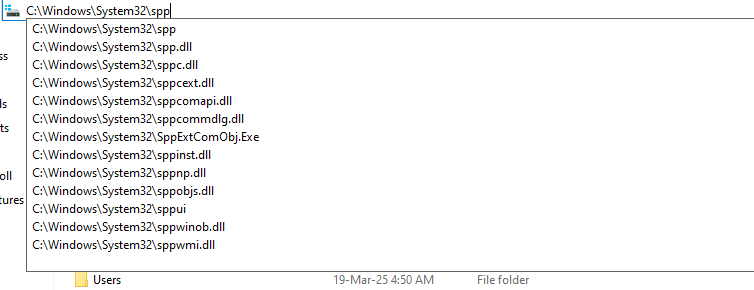 C:\Windows\System32\spp
C:\Windows\System32\spp
C:\Windows\System32\spp.dll
C:\Windows\System32\sppc.dll
C:\Windows\System32\sppcext.dll
C:\Windows\System32\sppcomapi.dll
C:\Windows\System32\sppcommdlg.dll
C:\Windows\System32\SppExtComObj.Exe
C:\Windows\System32\sppinst.dll
C:\Windows\System32\sppnp.dll
C:\Windows\System32\sppobjs.dll
C:\Windows\System32\sppui
C:\Windows\System32\sppwinob.dll
C:\Windows\System32\sppwmi.dll
ss
ls
ts
oll
tures
Users 19-Mar-25 4:50 AM File folder